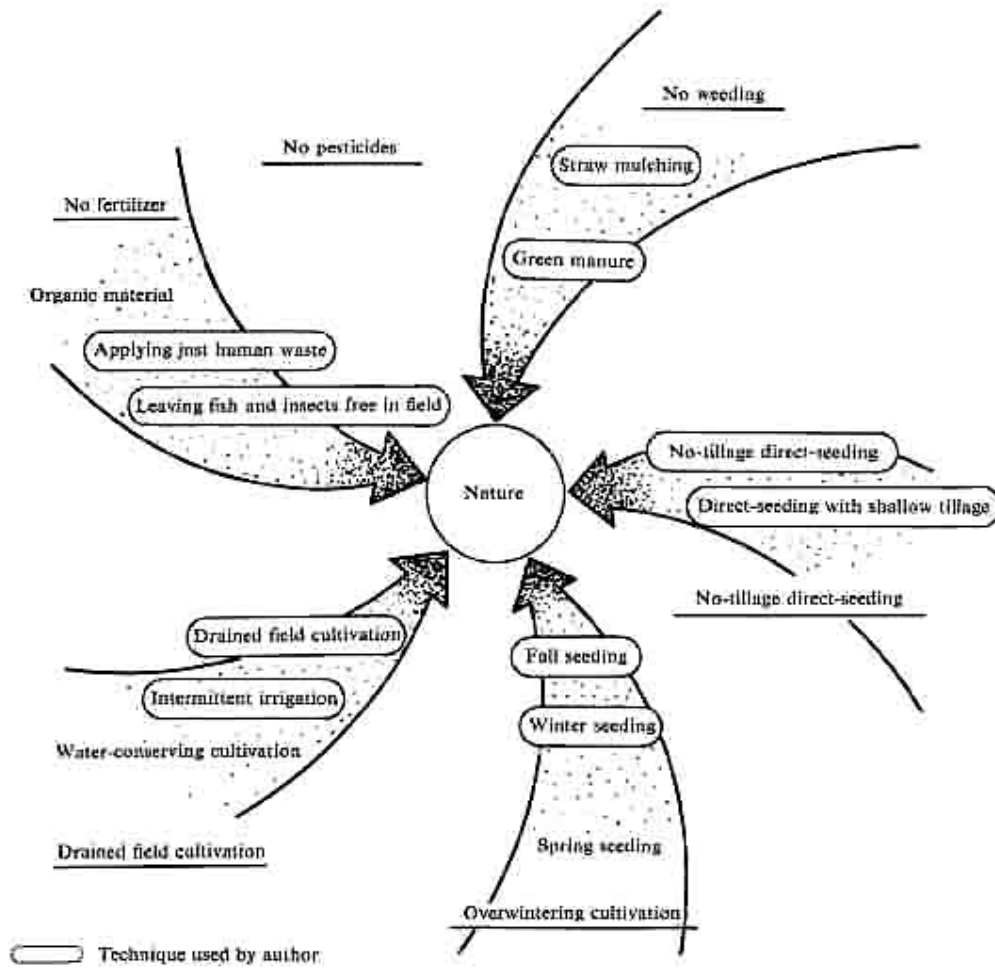 No weeding
No pesticides
Straw mulching
No fertilizer
Green manure
Organic material
Applying just human waste
Leaving fish and insects free in field
No-tillage direct-seeding
Nature
Direct-seeding with shallow tillage
No-tillage direct-seeding
Drained field cultivation
Fall seeding
Intermittent irrigation
Winter seeding
Water-conserving cultivation
Spring seeding
Drained field cultivation
Overwintering cultivation
Technique used by author